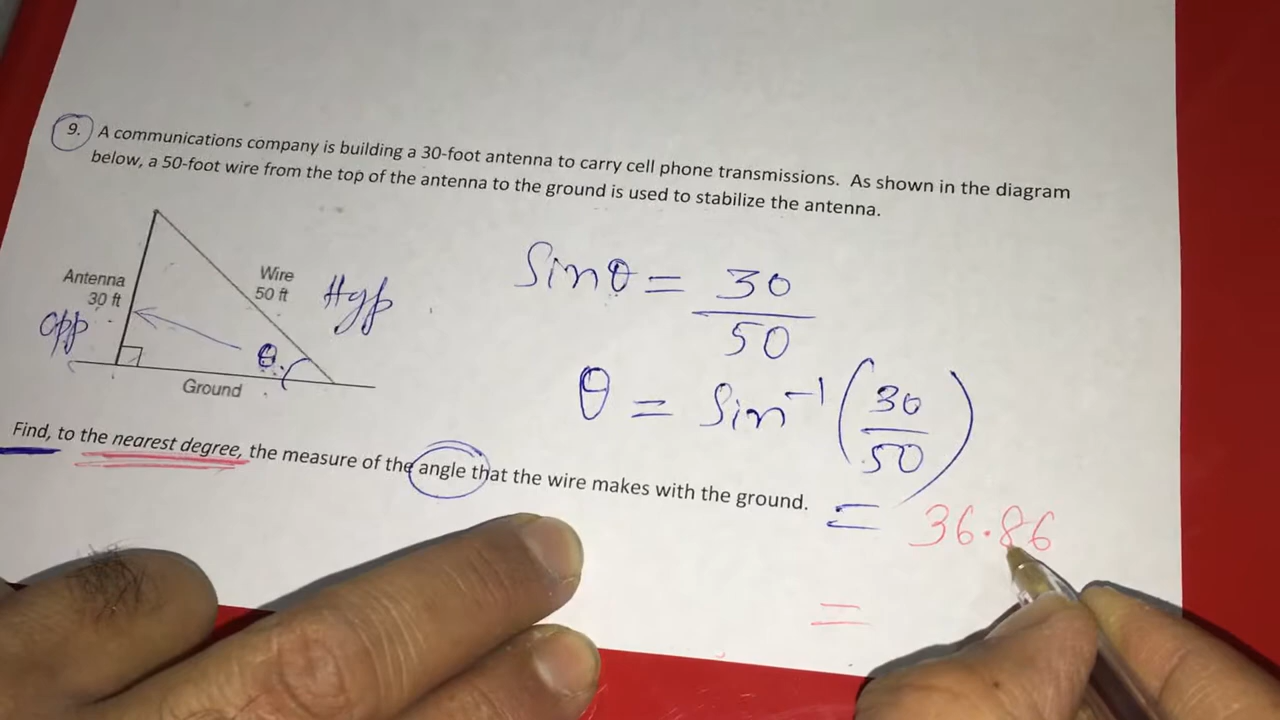 9. A communications company is building a 30-foot antenna to carry cell phone transmissions. As shown in the diagram
below, a 50-foot wire from the top of the antenna to the ground is used to stabilize the antenna.
Antenna
30 ft
opp
Wire
50 ft
Hyp
θ
Ground
Sinθ = 30/50
θ = Sin⁻¹(30/50)
= 36.86
=
Find, to the nearest degree, the measure of the angle that the wire makes with the ground.